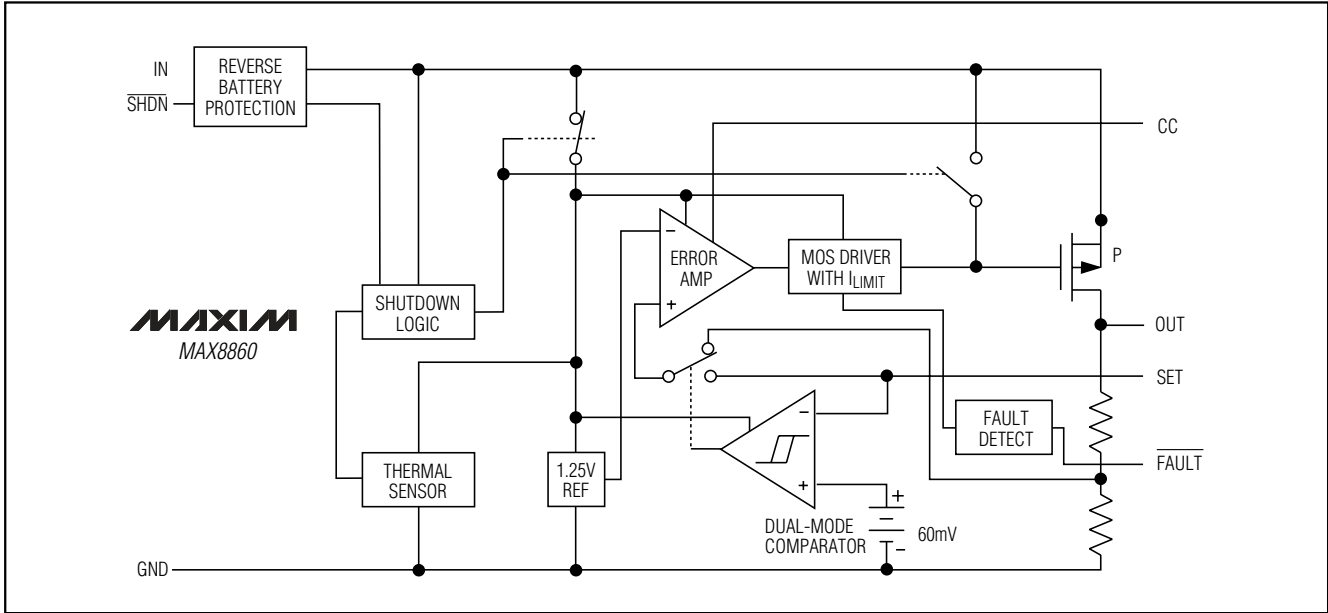 IN
REVERSE
BATTERY
PROTECTION
SHDN
CC
ERROR
AMP
−
+
MOS DRIVER
WITH ILIMIT
P
SHUTDOWN
LOGIC
MAXIM
MAX8860
OUT
SET
−
+
FAULT
DETECT
FAULT
THERMAL
SENSOR
1.25V
REF
DUAL-MODE
COMPARATOR
+
−
60mV
GND